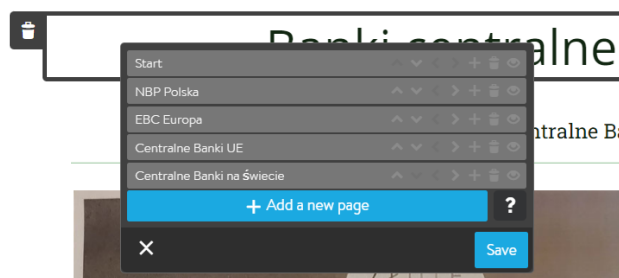 Banki centralne
Start
NBP Polska
EBC Europa
ntralne Ba
Centralne Banki UE
Centralne Banki na Świecie
+ Add a new page
?
Save